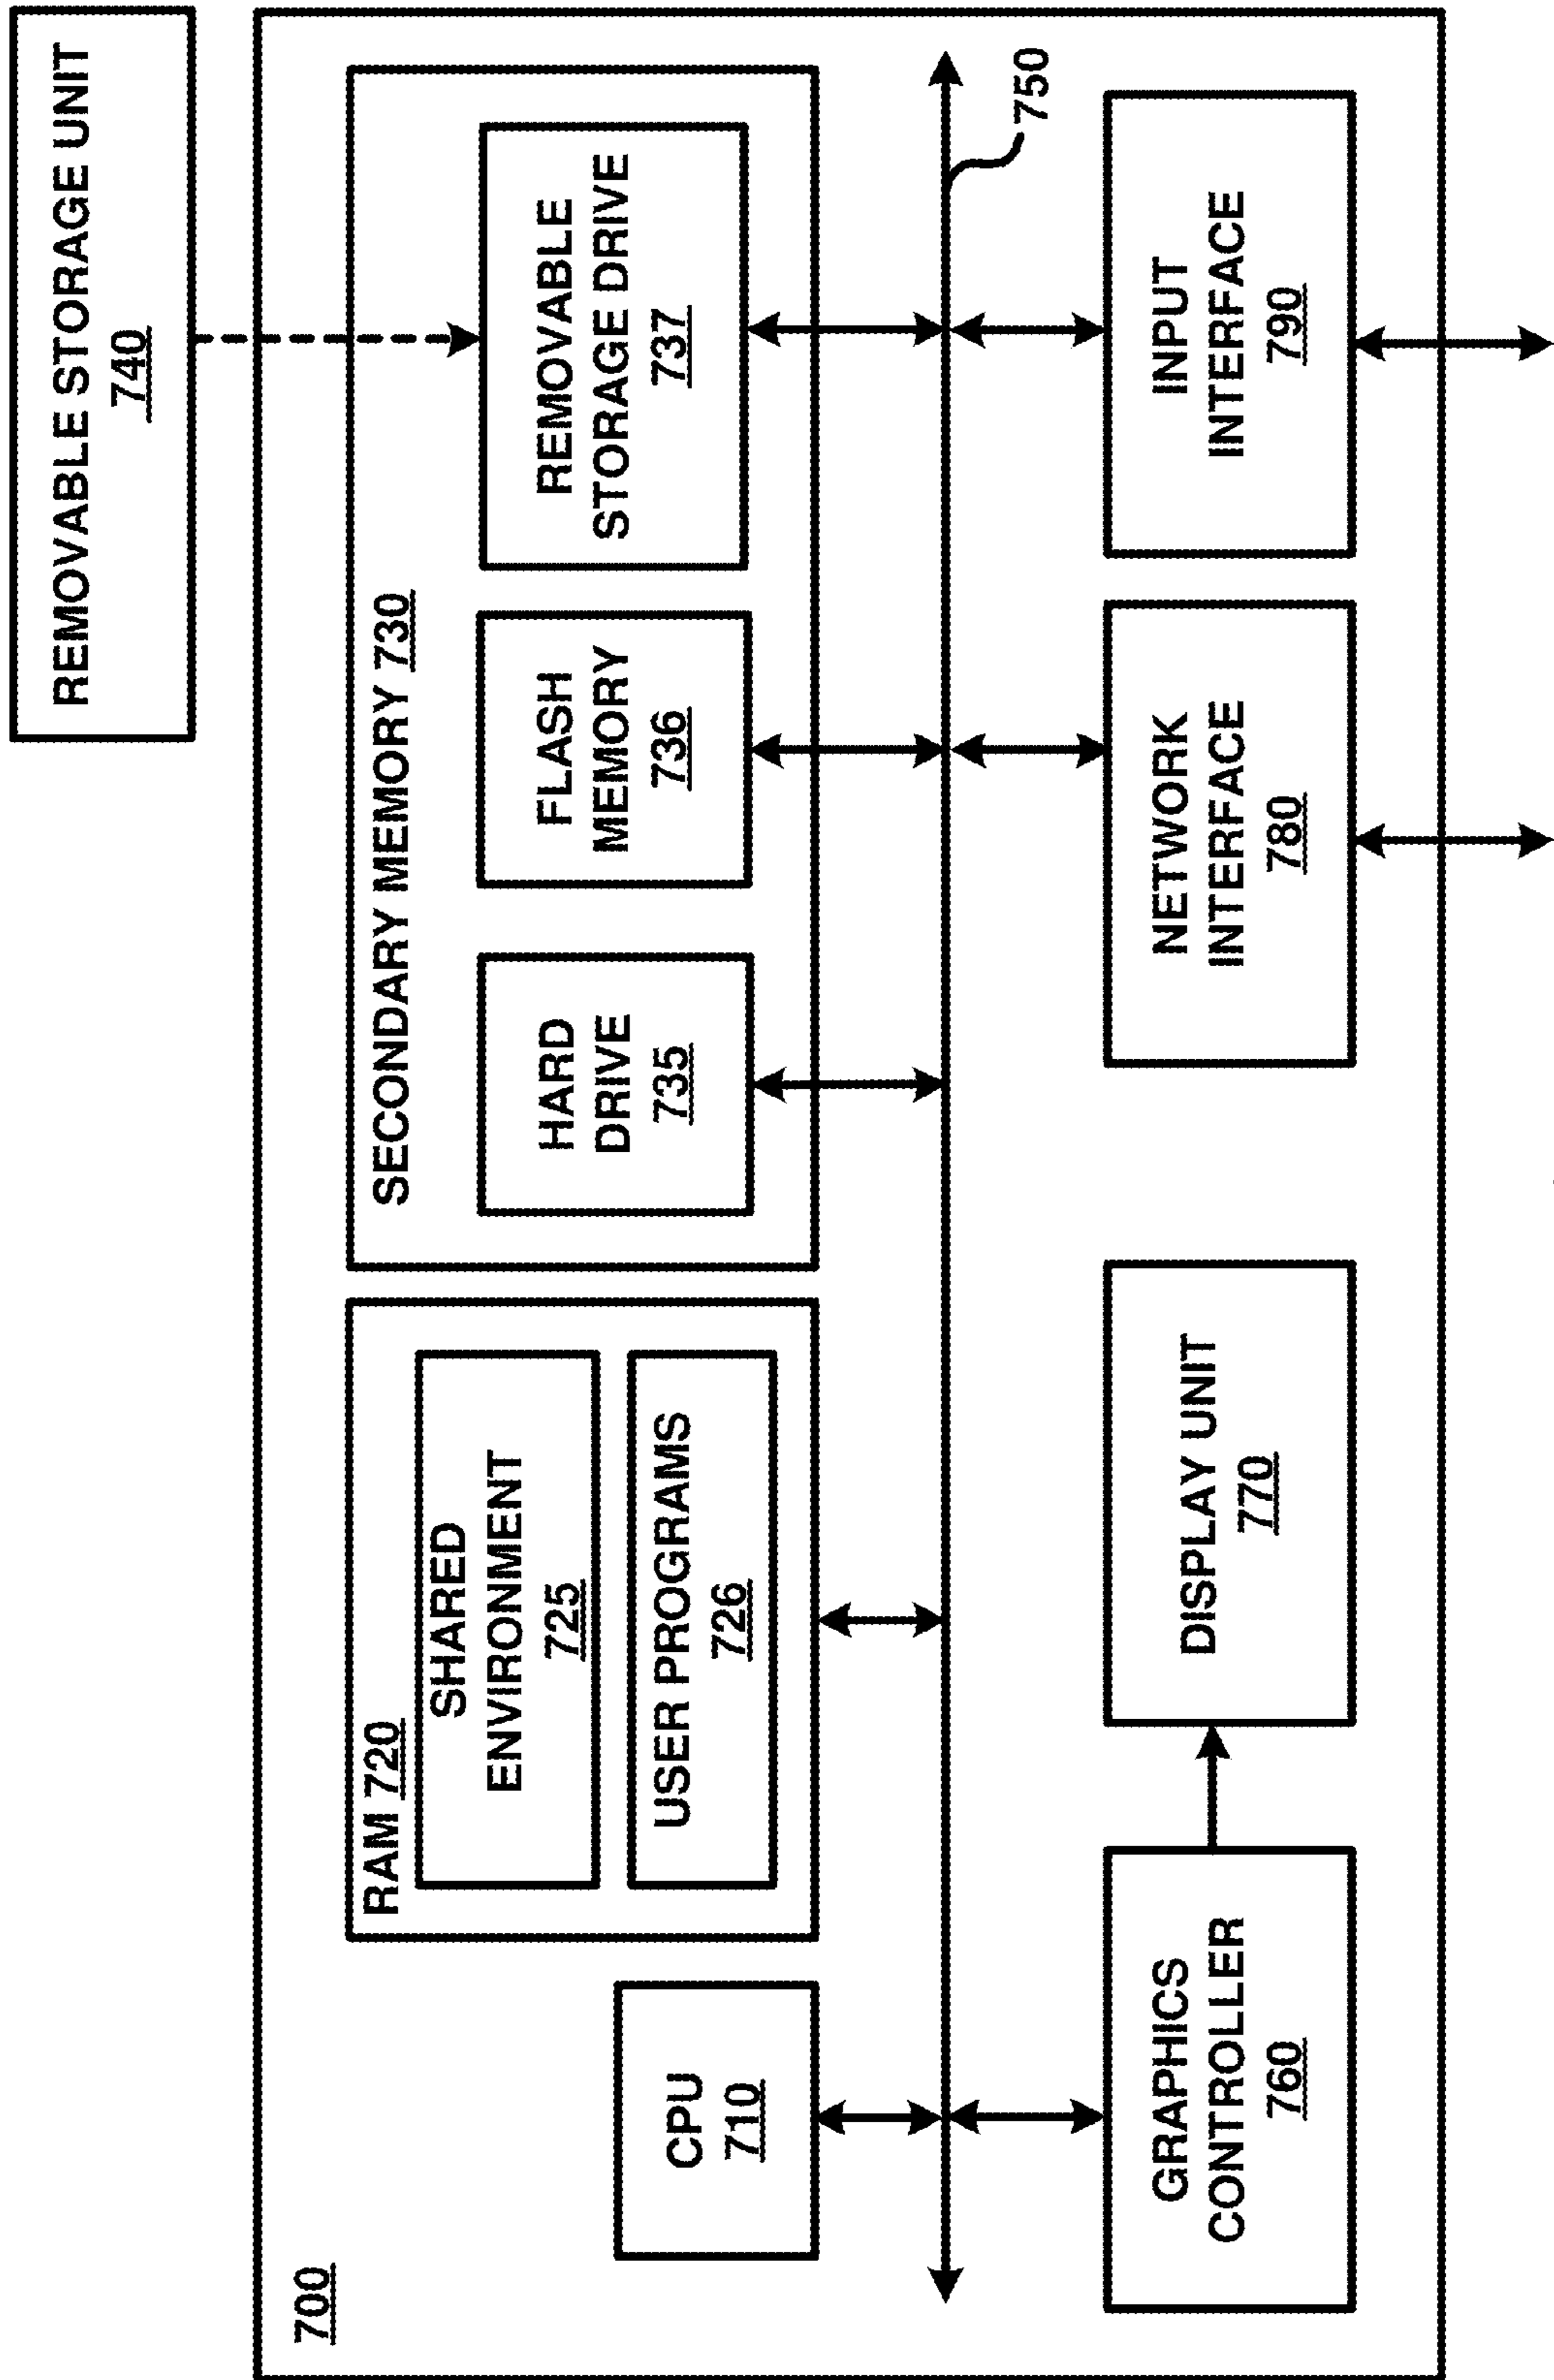 REMOVABLE STORAGE UNIT
740
700
CPU
710
RAM 720
SHARED
ENVIRONMENT
725
USER PROGRAMS
726
SECONDARY MEMORY 730
HARD
DRIVE
735
FLASH
MEMORY
736
REMOVABLE
STORAGE DRIVE
737
750
GRAPHICS
CONTROLLER
760
DISPLAY UNIT
770
NETWORK
INTERFACE
780
INPUT
INTERFACE
790